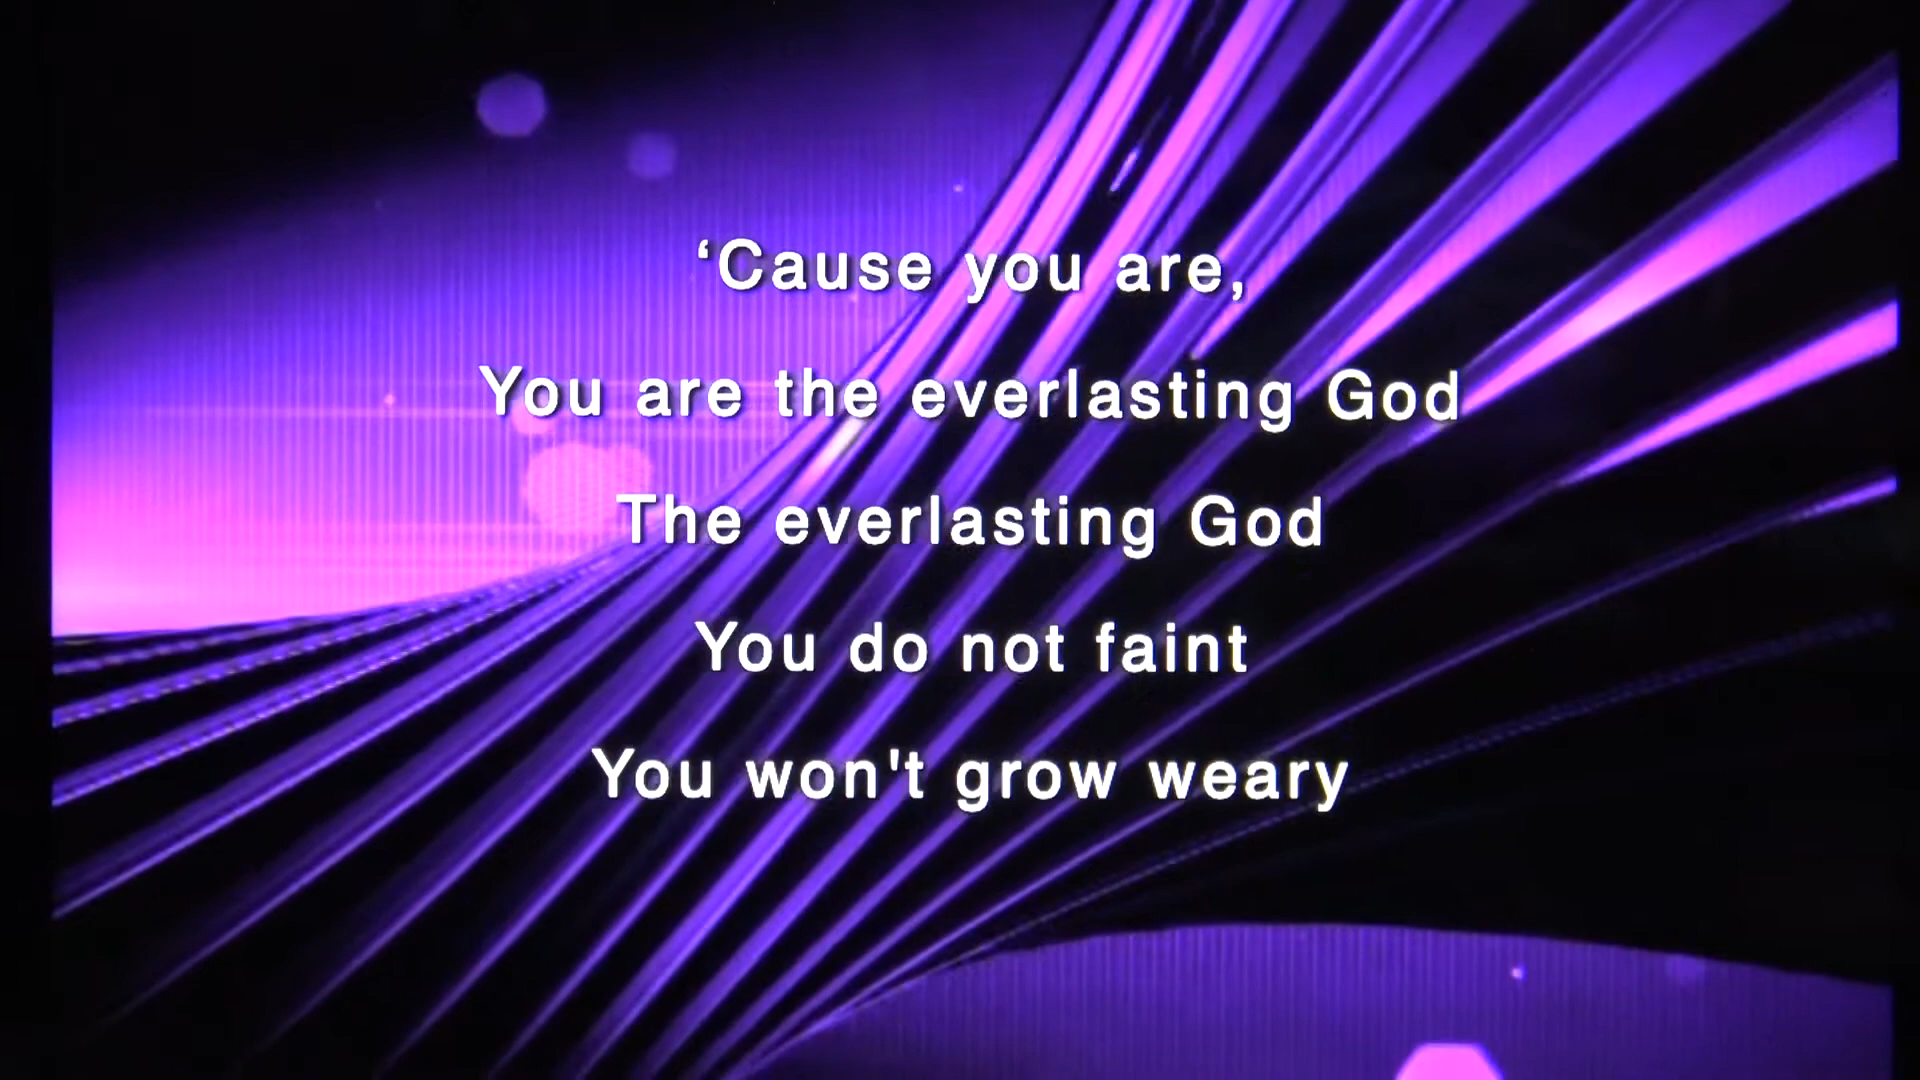 ‘Cause you are,
You are the everlasting God
The everlasting God
You do not faint
You won't grow weary